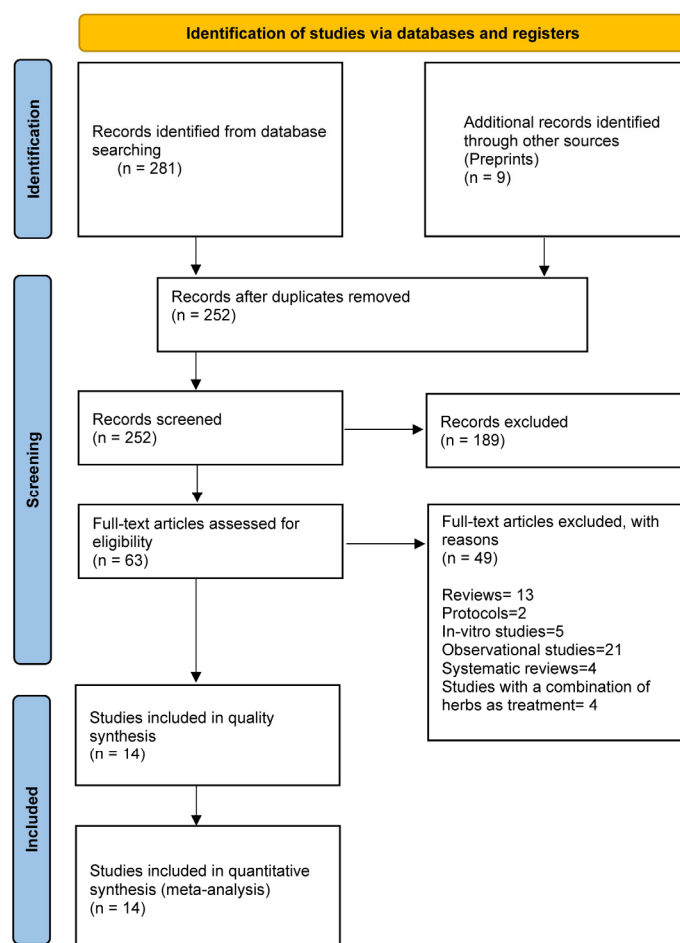 Identification of studies via databases and registers
Identification
Records identified from database
searching
(n = 281)
Additional records identified
through other sources
(Preprints)
(n = 9)
Screening
Records after duplicates removed
(n = 252)
Records screened
(n = 252)
Records excluded
(n = 189)
Full-text articles assessed for
eligibility
(n = 63)
Full-text articles excluded, with
reasons
(n = 49)
Reviews= 13
Protocols=2
In-vitro studies=5
Observational studies=21
Systematic reviews=4
Studies with a combination of
herbs as treatment= 4
Included
Studies included in quality
synthesis
(n = 14)
Studies included in quantitative
synthesis (meta-analysis)
(n = 14)